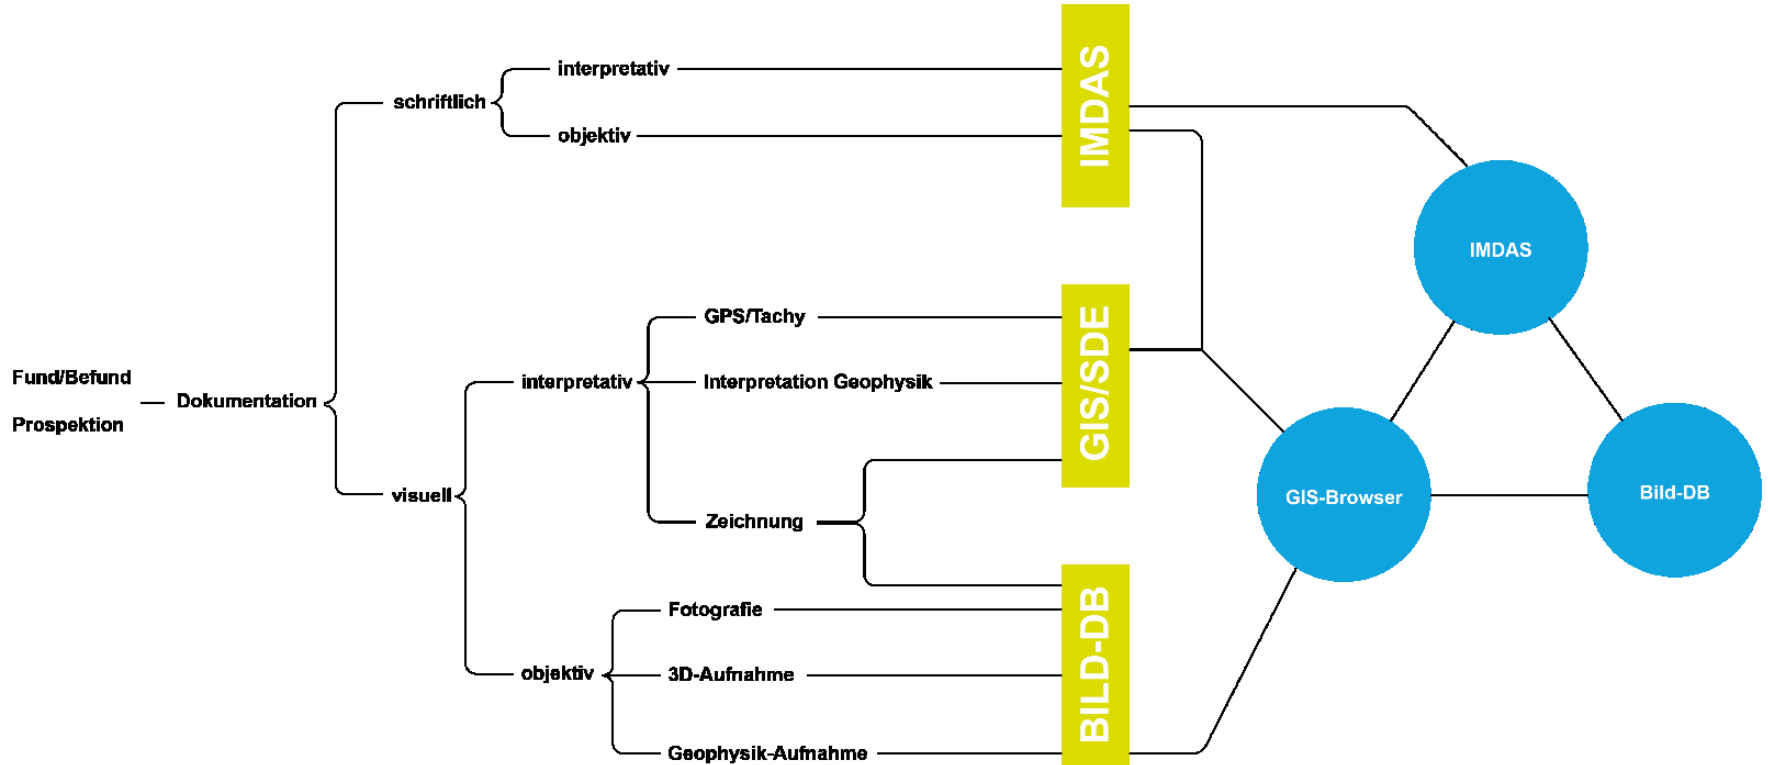 Fund/Befund
Prospektion
Dokumentation
schriftlich
interpretativ
objektiv
visuell
interpretativ
GPS/Tachy
Interpretation Geophysik
Zeichnung
objektiv
Fotografie
3D-Aufnahme
Geophysik-Aufnahme
IMDAS
GIS/SDE
BILD-DB
IMDAS
GIS-Browser
Bild-DB